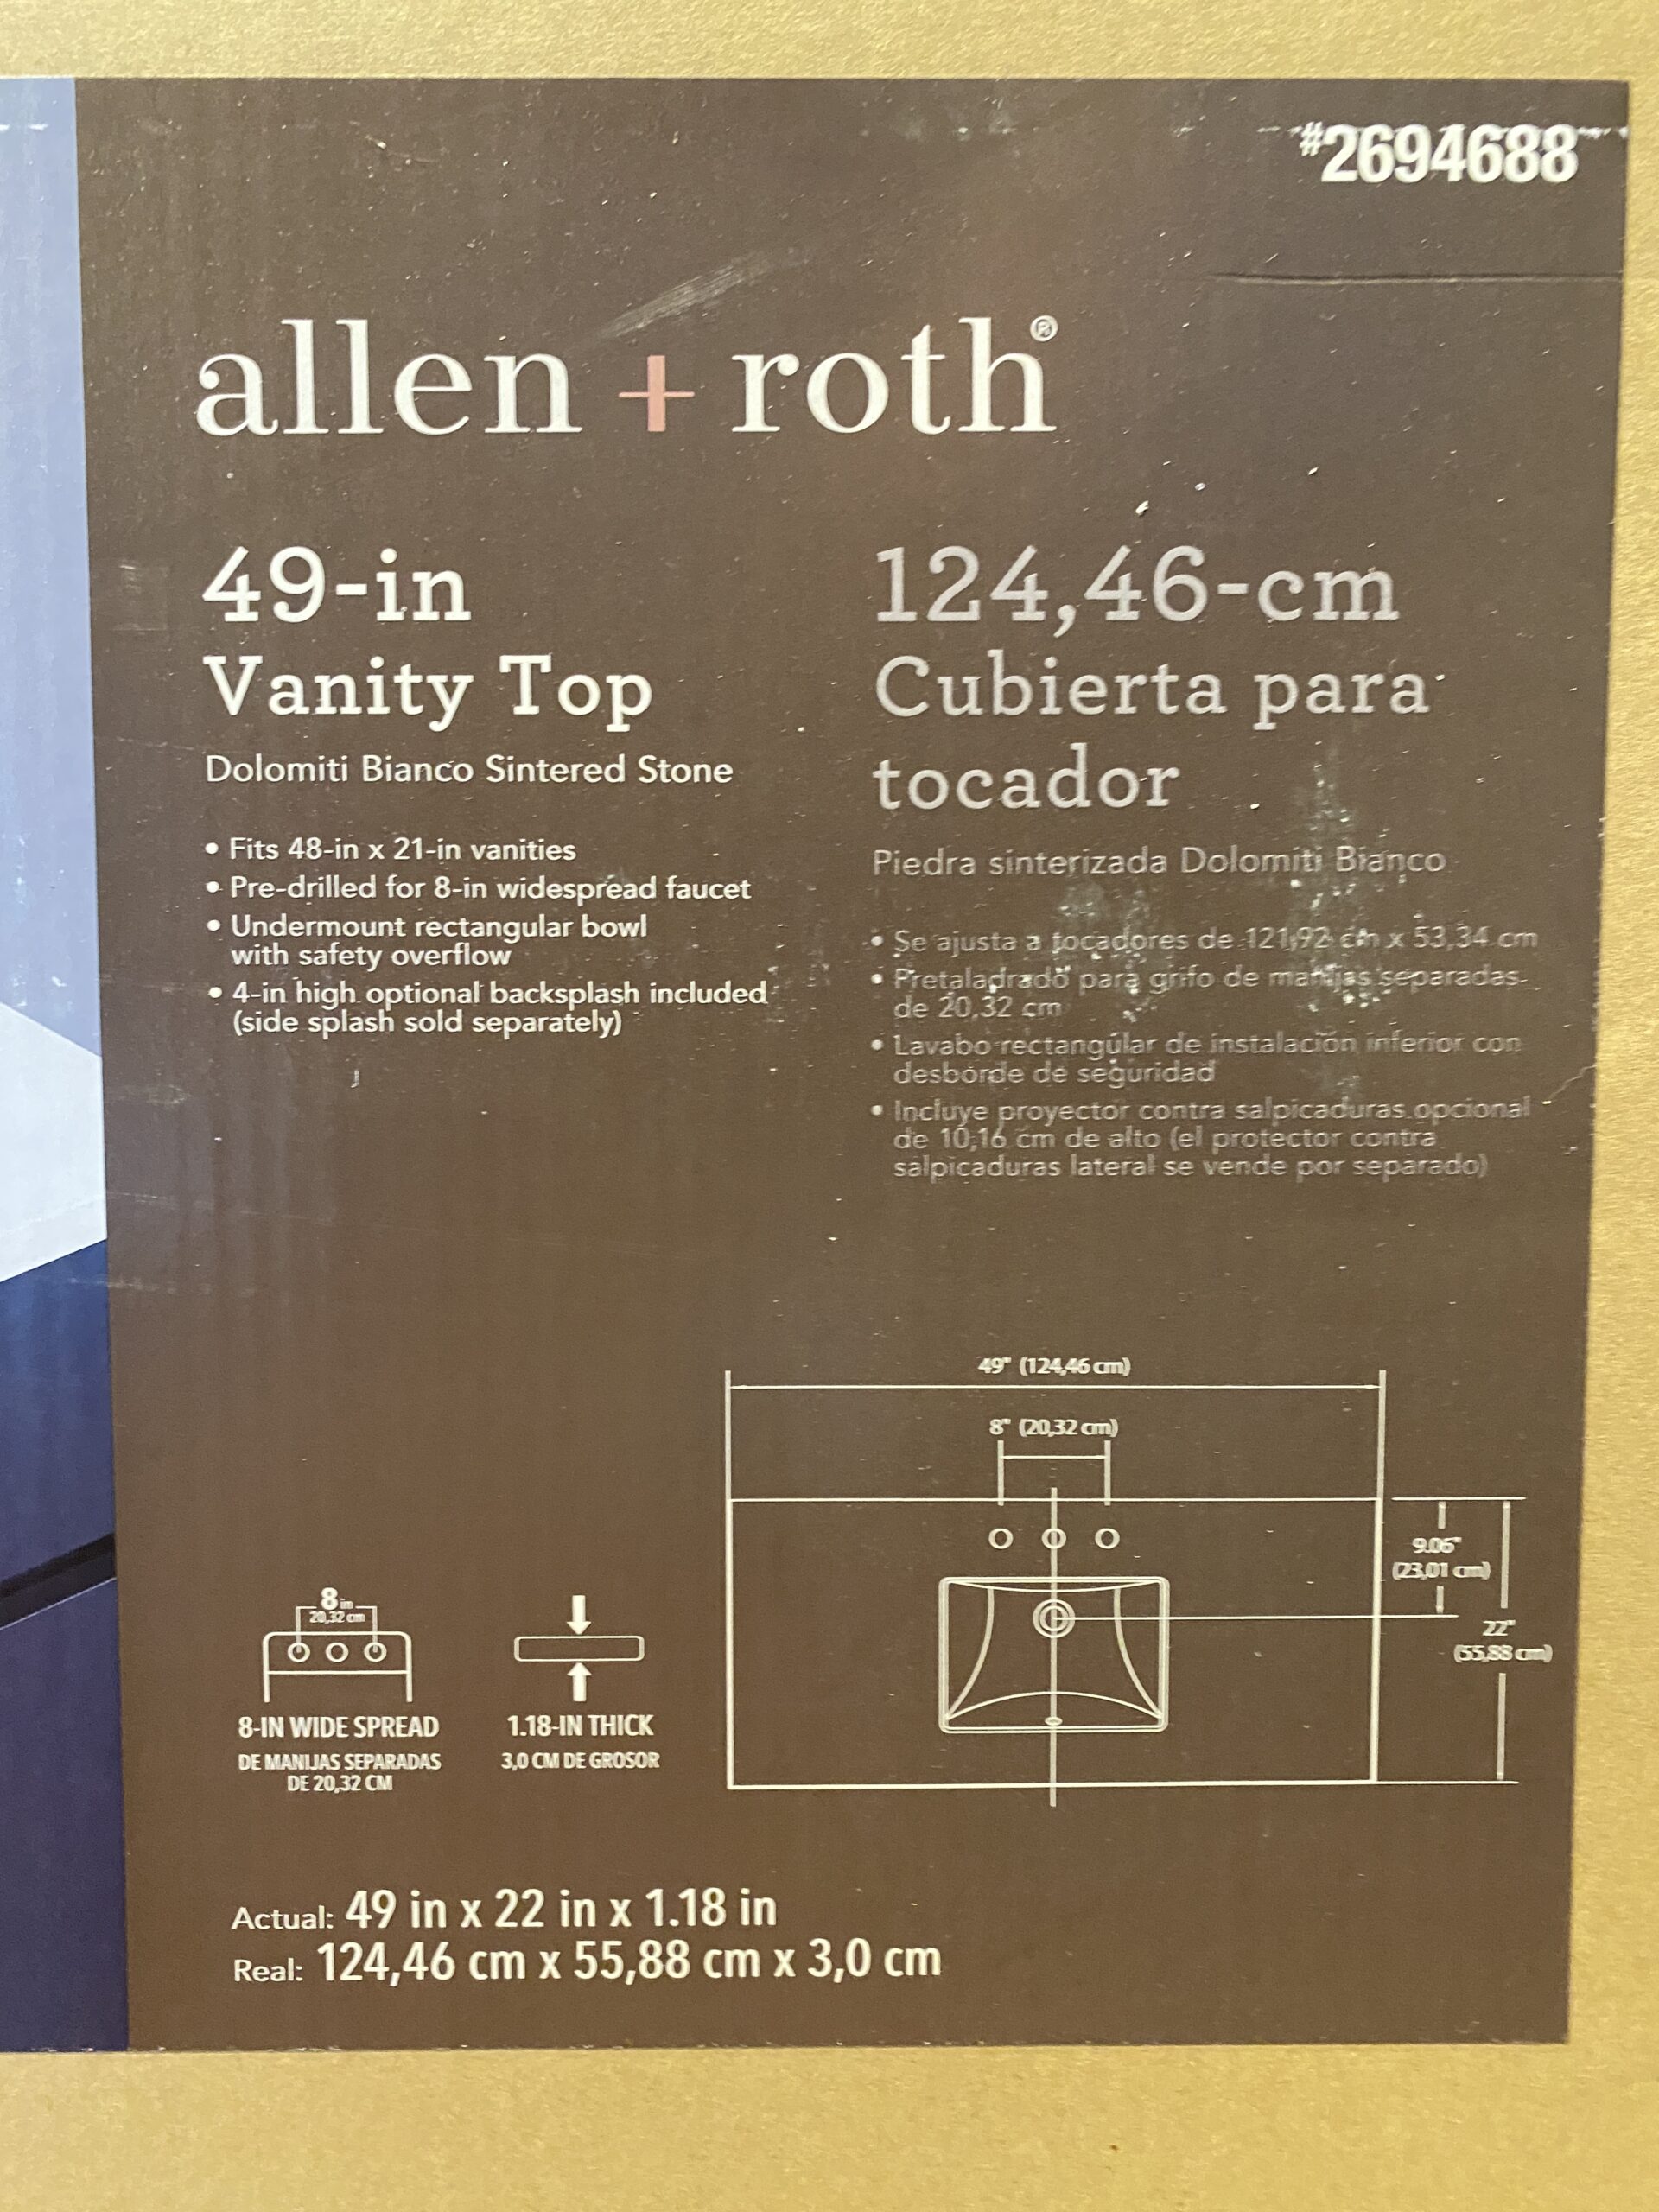 #2694688
allen + roth®
49-in
Vanity Top
Dolomiti Bianco Sintered Stone
• Fits 48-in x 21-in vanities
• Pre-drilled for 8-in widespread faucet
• Undermount rectangular bowl
with safety overflow
• 4-in high optional backsplash included
(side splash sold separately)
124,46-cm
Cubierta para
tocador
Piedra sinterizada Dolomiti Bianco
• Se ajusta a tocadores de 121,92 cm x 53,34 cm
• Pretaladrado para grifo de manijas separadas
de 20,32 cm
• Lavabo rectangular de instalación inferior con
desborde de seguridad
• Incluye proyector contra salpicaduras opcional
de 10,16 cm de alto (el protector contra
salpicaduras lateral se vende por separado)
49" (124,46 cm)
8" (20,32 cm)
9.06"
(23,01 cm)
22"
(55,88 cm)
8 in
20,32 cm
8-IN WIDE SPREAD
DE MANIJAS SEPARADAS
DE 20,32 CM
1.18-IN THICK
3,0 CM DE GROSOR
Actual: 49 in x 22 in x 1.18 in
Real: 124,46 cm x 55,88 cm x 3,0 cm